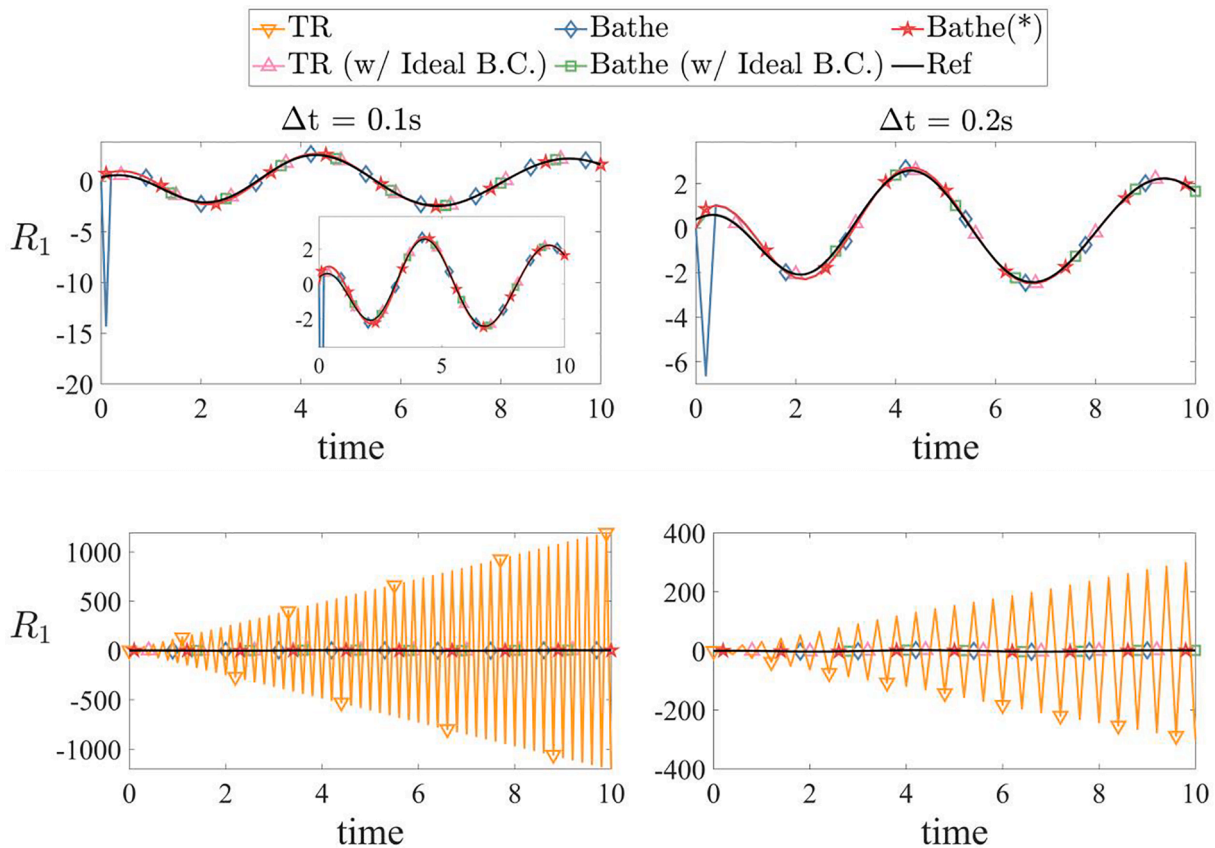 TR Bathe Bathe(*)
TR (w/ Ideal B.C.) Bathe (w/ Ideal B.C.) Ref
Δt = 0.1s Δt = 0.2s
R1
0
-5
-10
-15
-20
0 2 4 6 8 10
time
2
0
-2
0 5 10
2
0
-2
-4
-6
0 2 4 6 8 10
time
R1
1000
500
0
-500
-1000
0 2 4 6 8 10
time
400
200
0
-200
-400
0 2 4 6 8 10
time